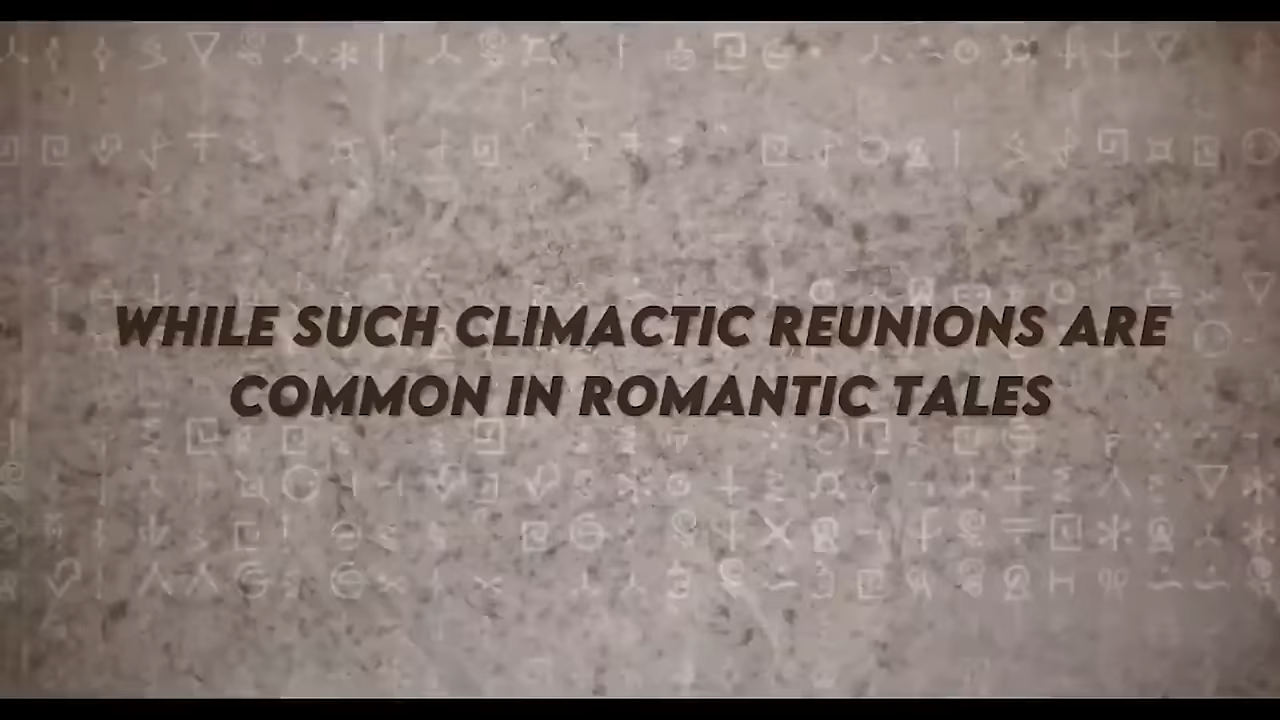 WHILE SUCH CLIMACTIC REUNIONS ARE
COMMON IN ROMANTIC TALES